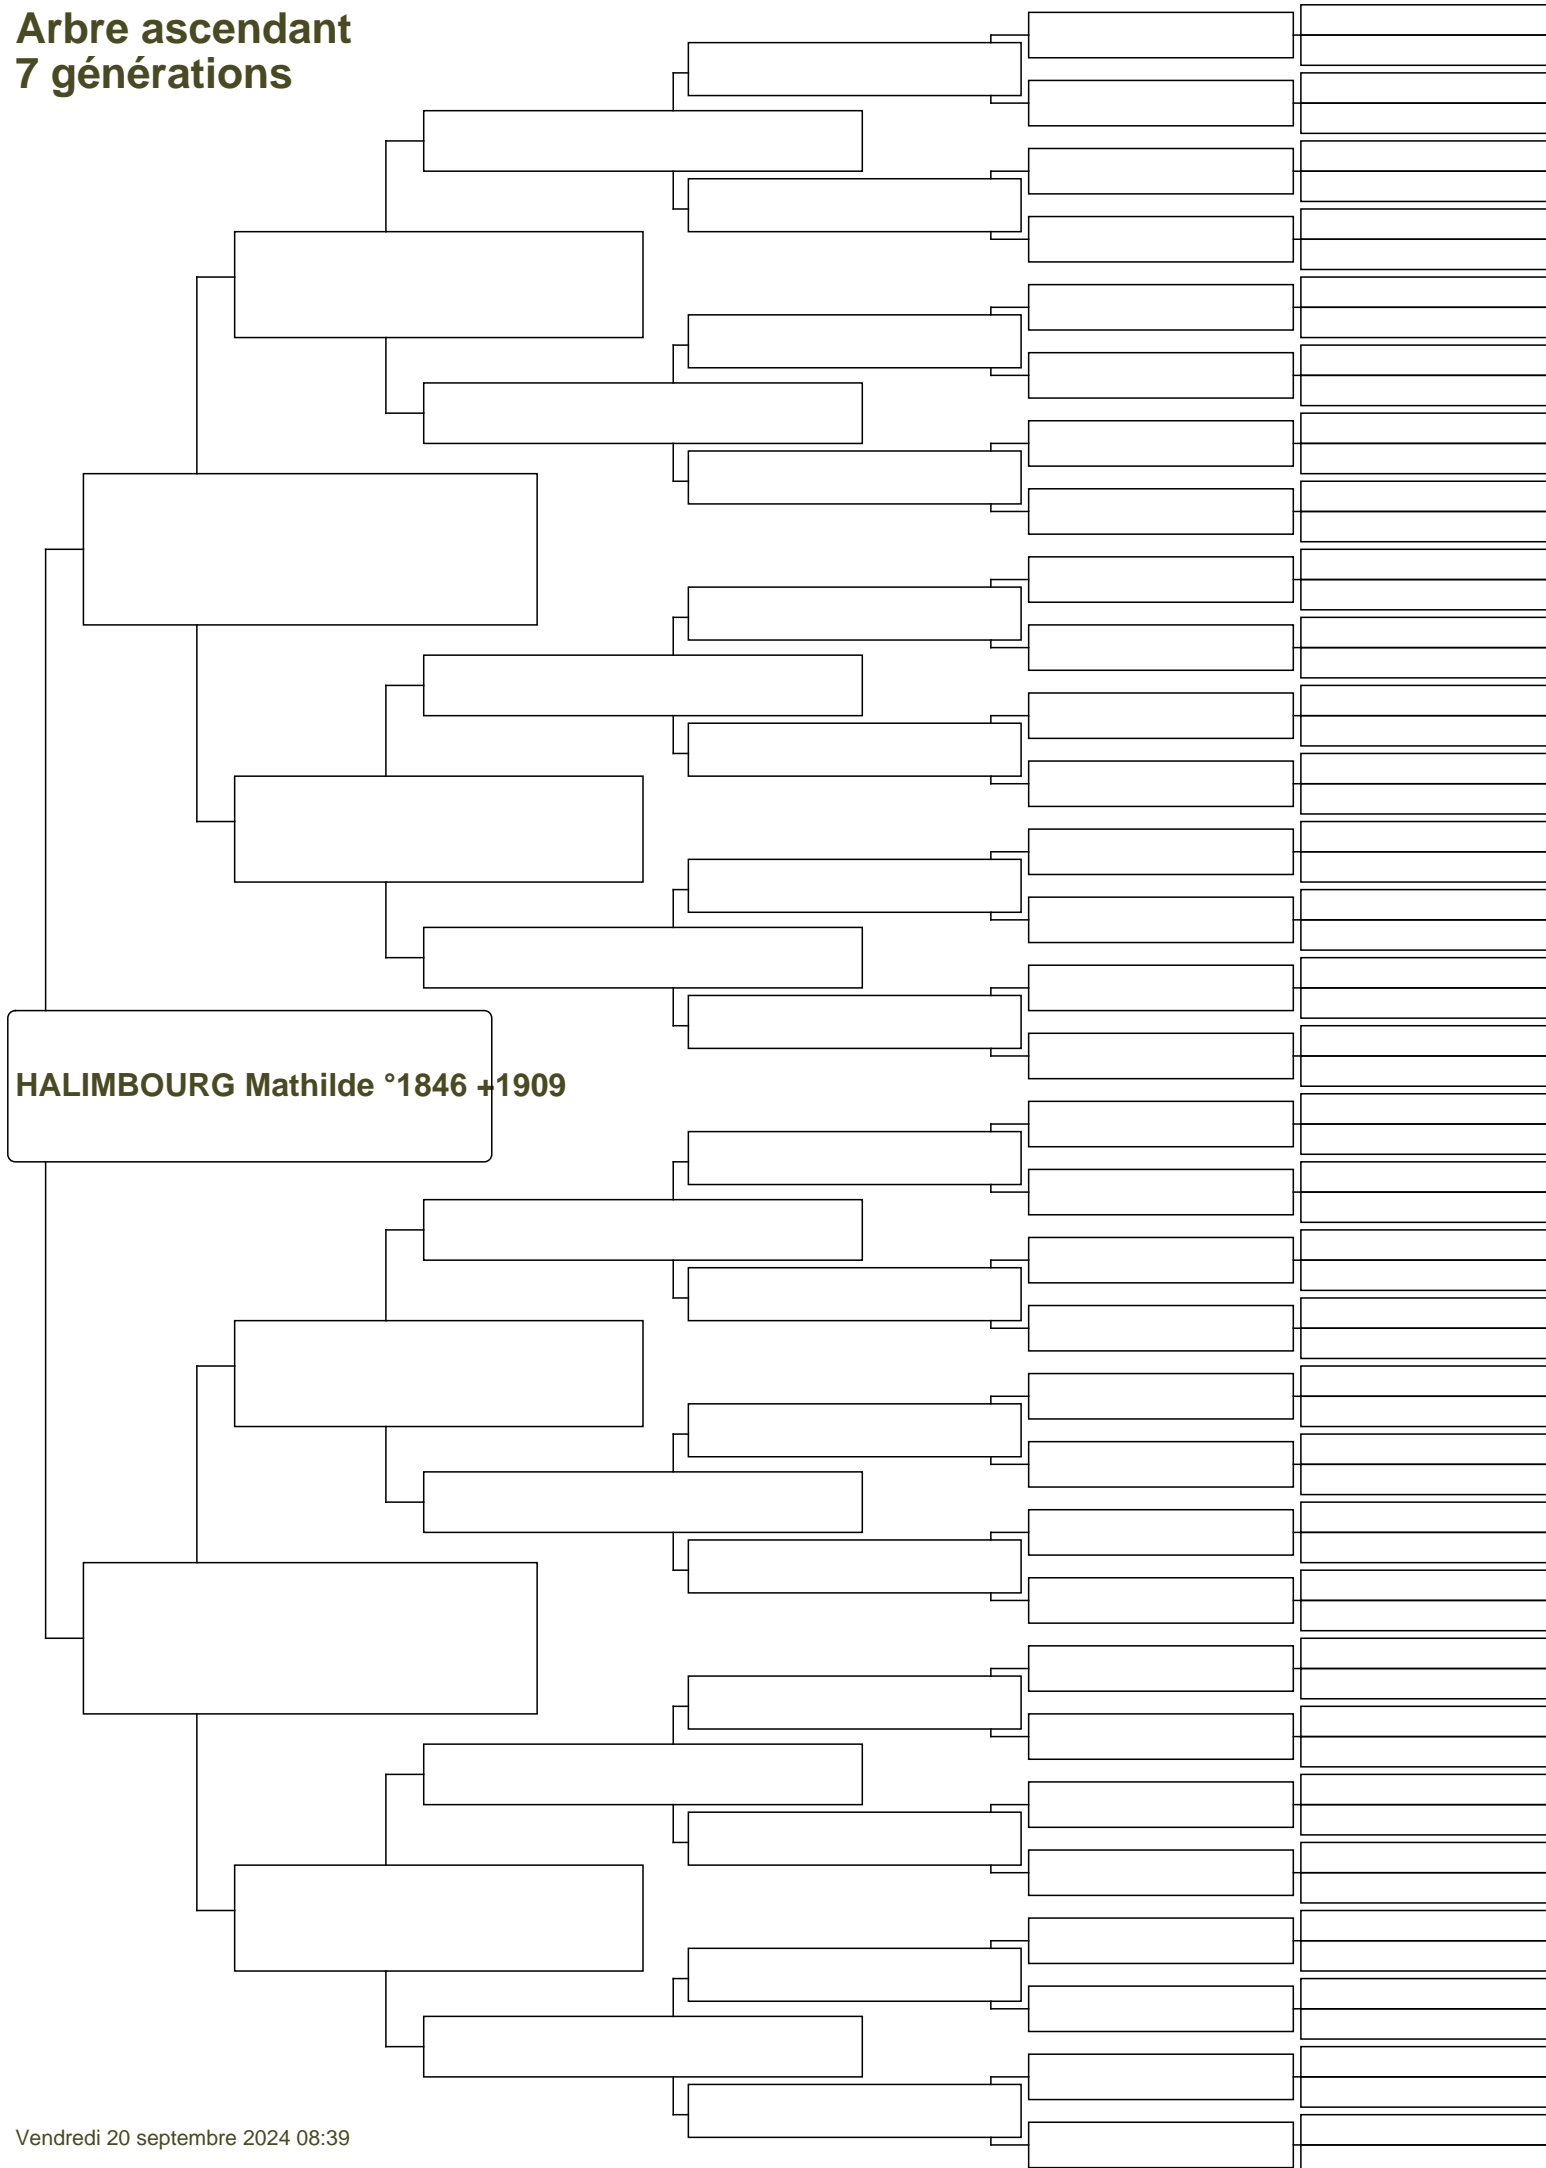 Arbre ascendant
7 générations
HALIMBOURG Mathilde °1846 +1909
Vendredi 20 septembre 2024 08:39